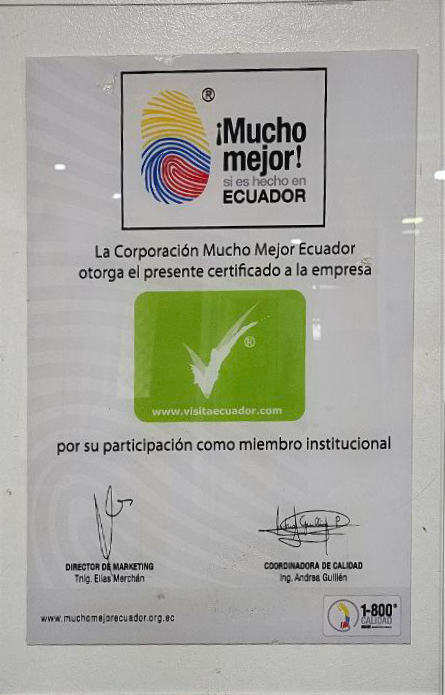 ®
¡Mucho
mejor!
si es hecho en
ECUADOR
La Corporación Mucho Mejor Ecuador
otorga el presente certificado a la empresa
®
www.visitaecuador.com
por su participación como miembro institucional
DIRECTOR DE MARKETING
Tnlg. Elías Merchán
COORDINADORA DE CALIDAD
Ing. Andrea Guillén
www.muchomejorecuador.org.ec
1-800
CALIDAD